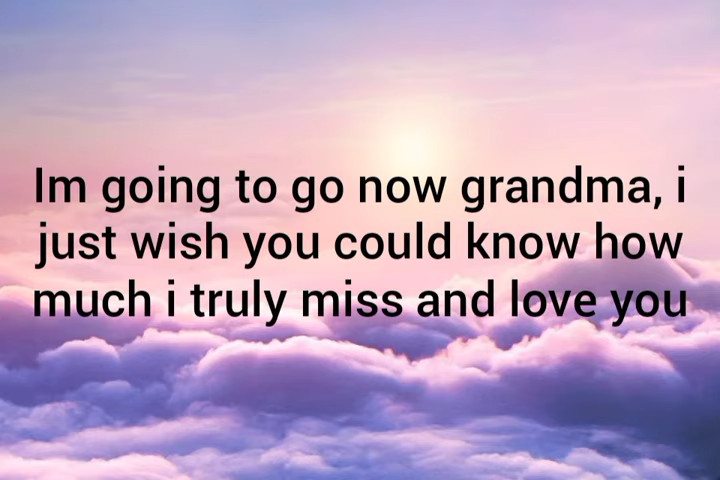 Im going to go now grandma, i
just wish you could know how
much i truly miss and love you